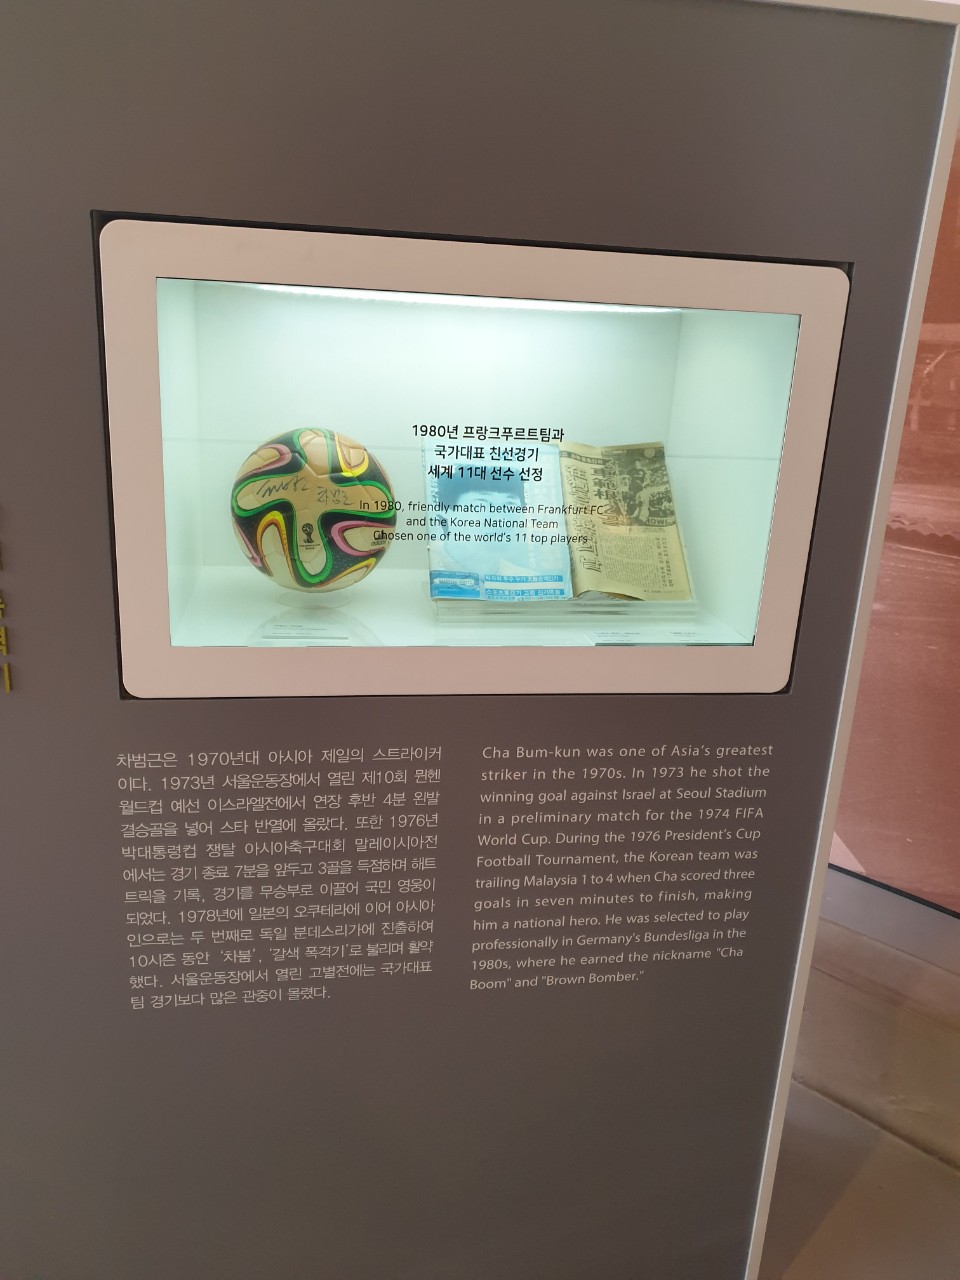 1980년 프랑크푸르트팀과
국가대표 친선경기
세계 11대 선수 선정
In 1980, friendly match between Frankfurt FC
and the Korea National Team
Chosen one of the world's 11 top players
차범근
차범근은 1970년대 아시아 제일의 스트라이커
이다. 1973년 서울운동장에서 열린 제10회 뮌헨
월드컵 예선 이스라엘전에서 연장 후반 4분 왼발
결승골을 넣어 스타 반열에 올랐다. 또한 1976년
박대통령컵 쟁탈 아시아축구대회 말레이시아전
에서는 경기 종료 7분을 앞두고 3골을 득점하며 해트
트릭을 기록, 경기를 무승부로 이끌어 국민 영웅이
되었다. 1978년에 일본의 오쿠테라에 이어 아시아
인으로는 두 번째로 독일 분데스리가에 진출하여
10시즌 동안 '차붐', '갈색 폭격기'로 불리며 활약
했다. 서울운동장에서 열린 고별전에는 국가대표
팀 경기보다 많은 관중이 몰렸다.
Cha Bum-kun was one of Asia's greatest
striker in the 1970s. In 1973 he shot the
winning goal against Israel at Seoul Stadium
in a preliminary match for the 1974 FIFA
World Cup. During the 1976 President's Cup
Football Tournament, the Korean team was
trailing Malaysia 1 to 4 when Cha scored three
goals in seven minutes to finish, making
him a national hero. He was selected to play
professionally in Germany's Bundesliga in the
1980s, where he earned the nickname "Cha
Boom" and "Brown Bomber."